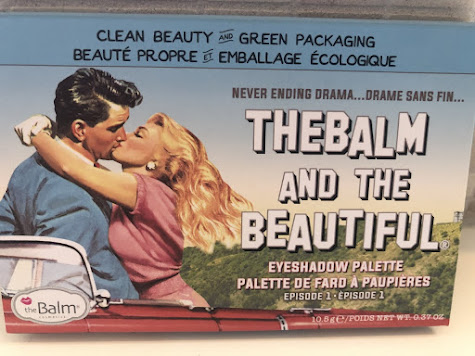 CLEAN BEAUTY AND GREEN PACKAGING
BEAUTÉ PROPRE ET EMBALLAGE ÉCOLOGIQUE
NEVER ENDING DRAMA...DRAME SANS FIN...
THEBALM
AND THE
BEAUTIFUL®
EYESHADOW PALETTE
PALETTE DE FARD À PAUPIÈRES
EPISODE 1 • ÉPISODE 1
theBalm®
COSMETICS
10.5g℮/POIDS NET WT. 0.37 OZ.